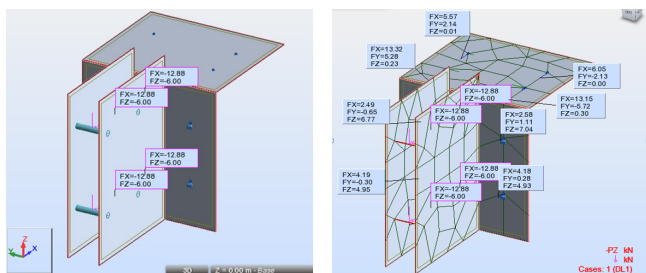 FX=-12.88
FZ=-6.00
FX=-12.88
FZ=-6.00
FX=-12.88
FZ=-6.00
FX=-12.88
FZ=-6.00
Z
Y
X
3D
Z = 0.00 m - Base
FX=5.57
FY=2.14
FZ=0.01
FX=13.32
FY=5.28
FZ=0.23
FX=6.05
FY=-2.13
FZ=0.00
FX=-12.88
FZ=-6.00
FX=13.15
FY=-5.72
FZ=0.30
FX=2.49
FY=-0.65
FZ=6.77
FX=-12.88
FZ=-6.00
FX=2.58
FY=1.11
FZ=7.04
FX=4.19
FY=-0.30
FZ=4.95
FX=-12.88
FZ=-6.00
FX=4.18
FY=0.28
FZ=4.93
FX=-12.88
FZ=-6.00
PZ kN
kN
Cases: 1 (DL1)